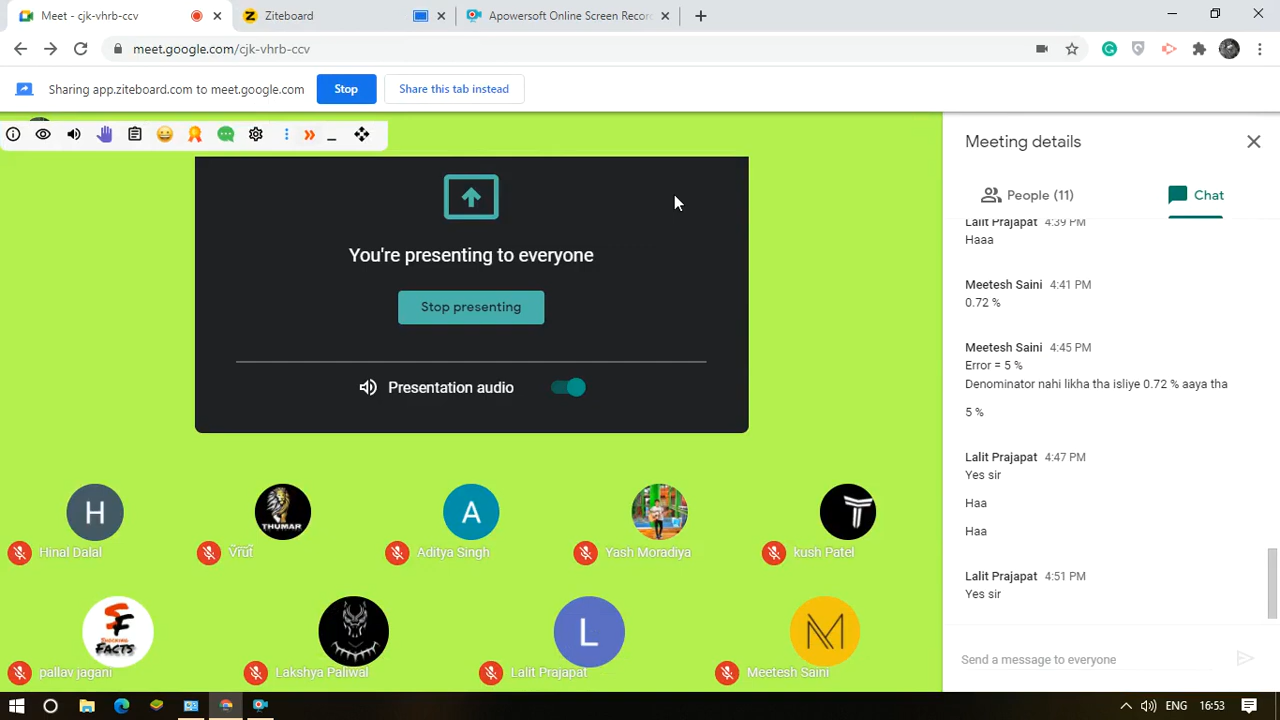 Meet - cjk-vhrb-ccv
Ziteboard
Apowersoft Online Screen Recor
meet.google.com/cjk-vhrb-ccv
Sharing app.ziteboard.com to meet.google.com
Stop
Share this tab instead
You're presenting to everyone
Stop presenting
Presentation audio
H
Hinal Dalal
THUMAR
A
Aditya Singh
Yash Moradiya
kush Patel
SF
SHOCKING
FACTS
pallav jagani
Lakshya Paliwal
L
Lalit Prajapat
Meetesh Saini
Meeting details
People (11)
Chat
Lalit Prajapat 4:39 PM
Haaa
Meetesh Saini 4:41 PM
0.72 %
Meetesh Saini 4:45 PM
Error = 5 %
Denominator nahi likha tha isliye 0.72 % aaya tha
5 %
Lalit Prajapat 4:47 PM
Yes sir
Haa
Haa
Lalit Prajapat 4:51 PM
Yes sir
Send a message to everyone
ENG
16:53